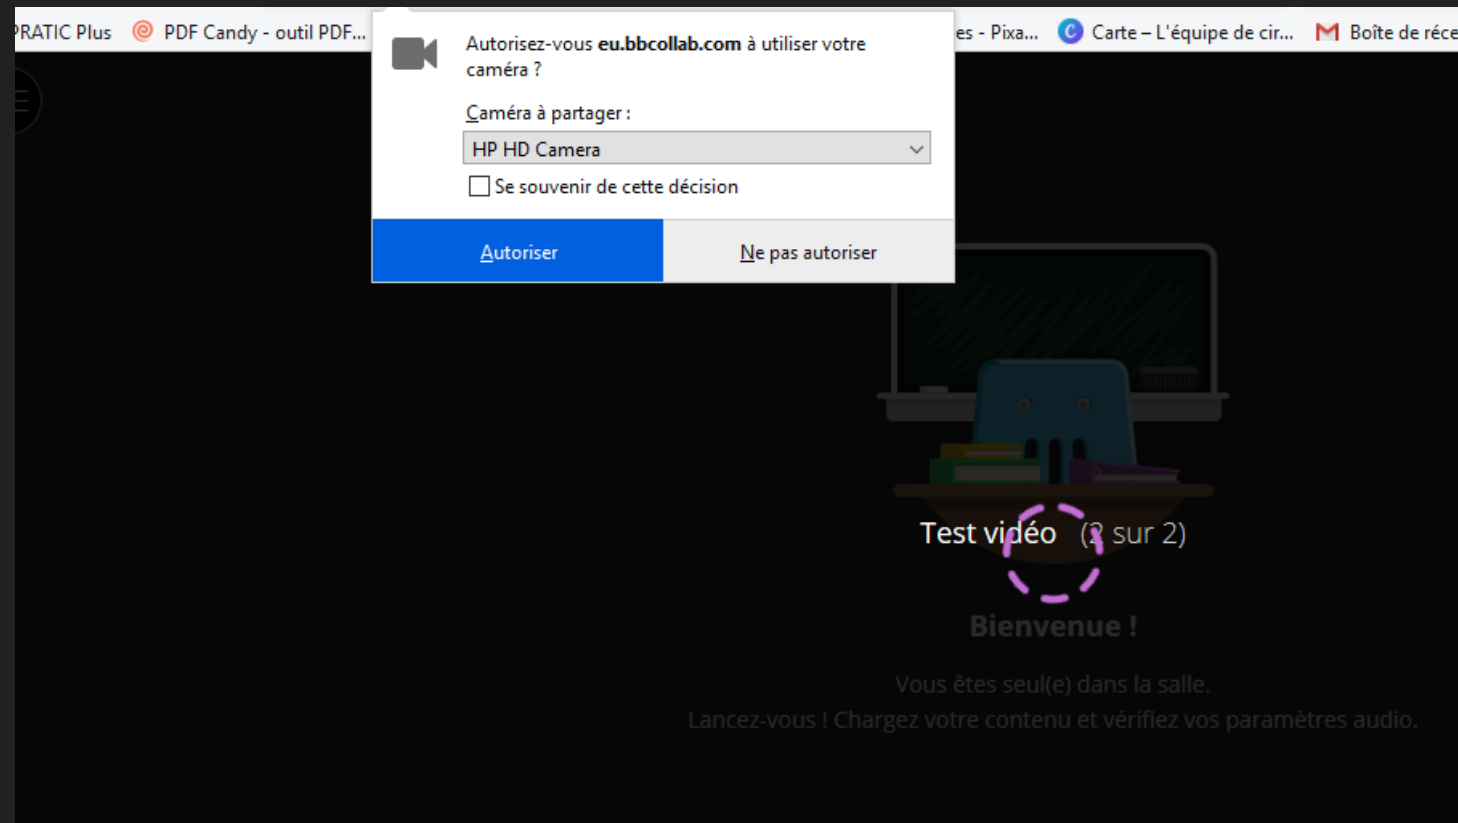 PRATIC Plus PDF Candy - outil PDF... es - Pixa... Carte – L'équipe de cir... Boîte de réce
Autorisez-vous eu.bbcollab.com à utiliser votre
caméra ?
Caméra à partager :
HP HD Camera
Se souvenir de cette décision
Autoriser Ne pas autoriser
Test vidéo (2 sur 2)
Bienvenue !
Vous êtes seul(e) dans la salle.
Lancez-vous ! Chargez votre contenu et vérifiez vos paramètres audio.